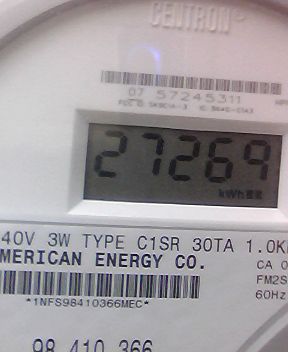 CENTRON
07 57245311
27269
kWh
40V 3W TYPE C1SR 30TA 1.0K
MERICAN ENERGY CO.
CA 0
FM2S
60Hz
*1NFS98410366MEC*
98 410 366